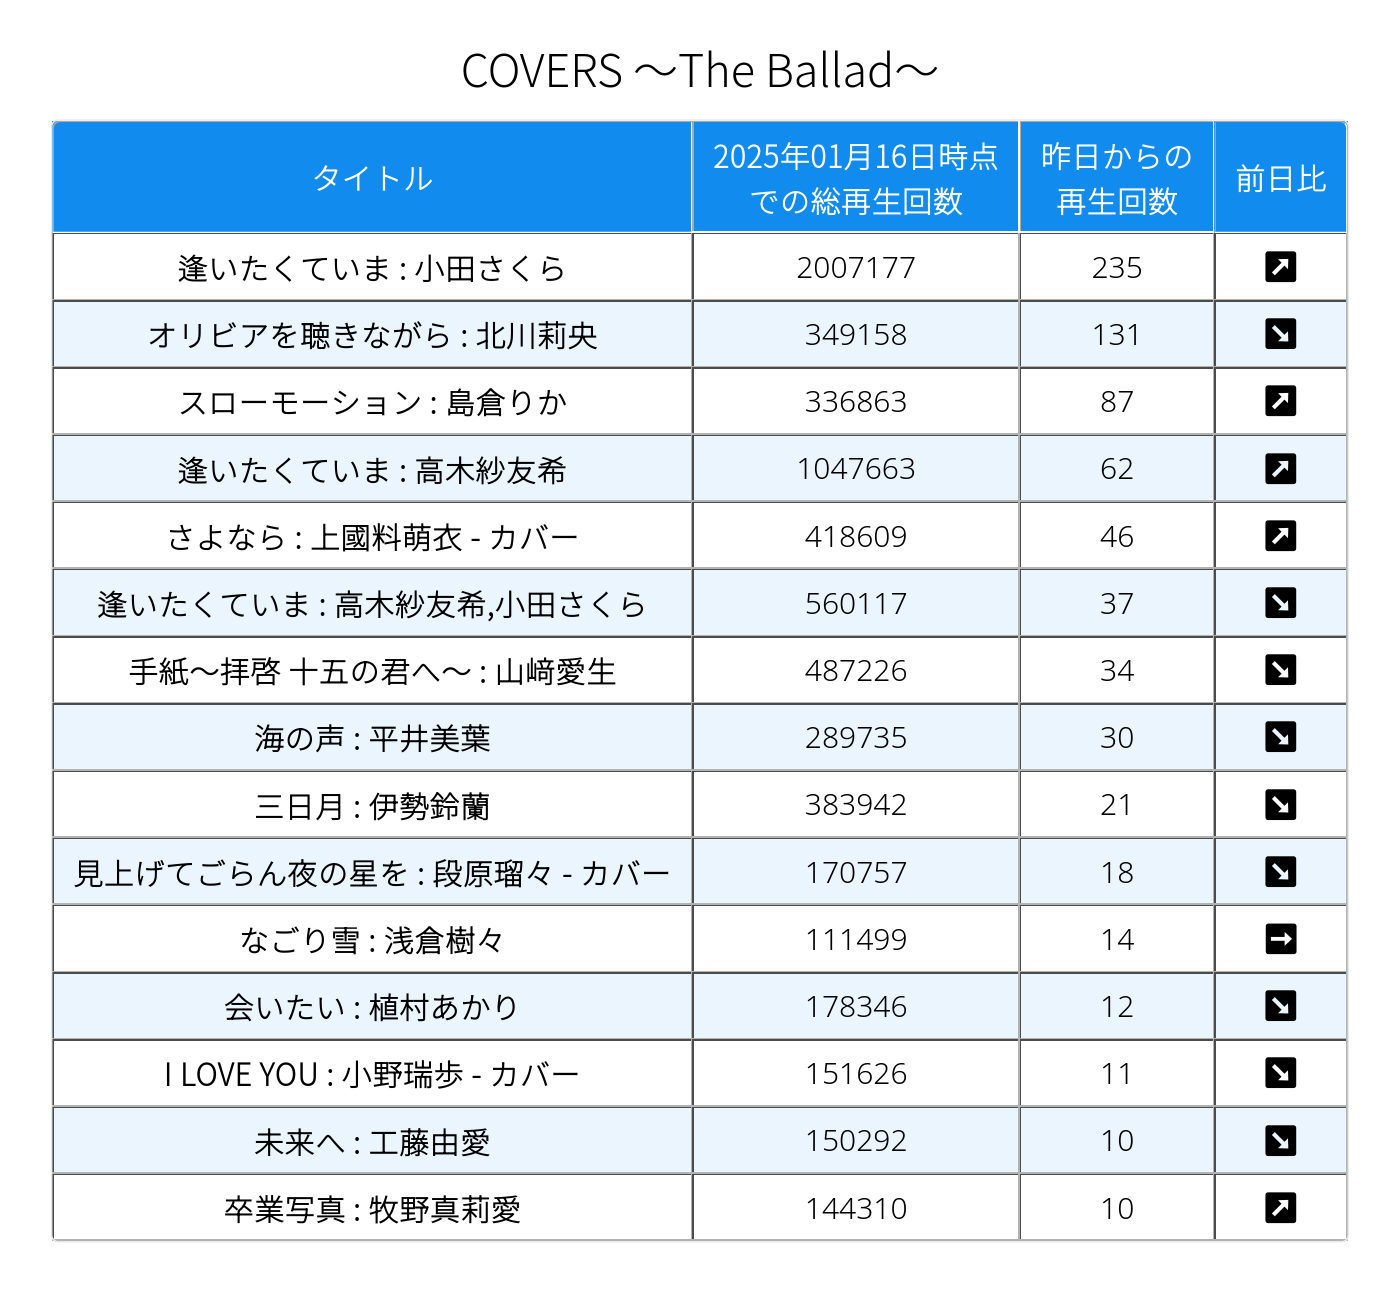 COVERS ～The Ballad～
タイトル 2025年01月16日時点での総再生回数 昨日からの再生回数 前日比
逢いたくていま : 小田さくら 2007177 235 ↗
オリビアを聴きながら : 北川莉央 349158 131 ↘
スローモーション : 島倉りか 336863 87 ↗
逢いたくていま : 高木紗友希 1047663 62 ↗
さよなら : 上國料萌衣 - カバー 418609 46 ↗
逢いたくていま : 高木紗友希,小田さくら 560117 37 ↘
手紙～拝啓 十五の君へ～ : 山﨑愛生 487226 34 ↘
海の声 : 平井美葉 289735 30 ↘
三日月 : 伊勢鈴蘭 383942 21 ↘
見上げてごらん夜の星を : 段原瑠々 - カバー 170757 18 ↘
なごり雪 : 浅倉樹々 111499 14 →
会いたい : 植村あかり 178346 12 ↘
I LOVE YOU : 小野瑞歩 - カバー 151626 11 ↘
未来へ : 工藤由愛 150292 10 ↘
卒業写真 : 牧野真莉愛 144310 10 ↗